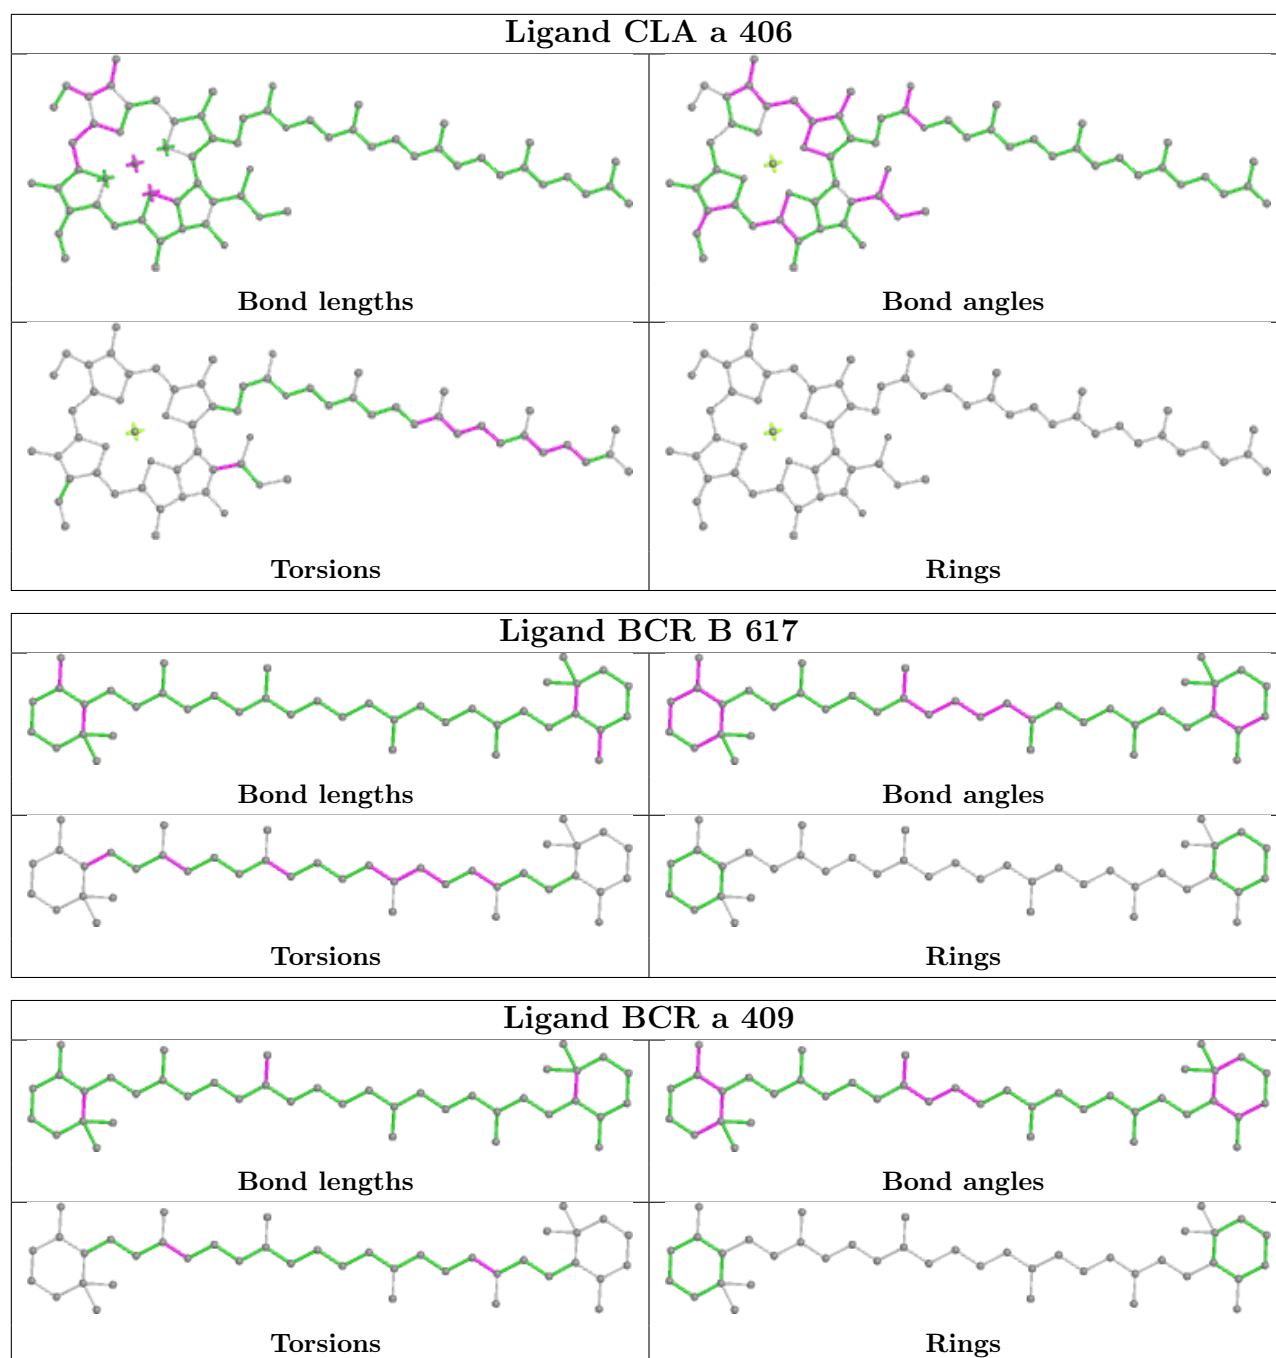 Ligand CLA a 406
Bond lengths
Bond angles
Torsions
Rings
Ligand BCR B 617
Bond lengths
Bond angles
Torsions
Rings
Ligand BCR a 409
Bond lengths
Bond angles
Torsions
Rings